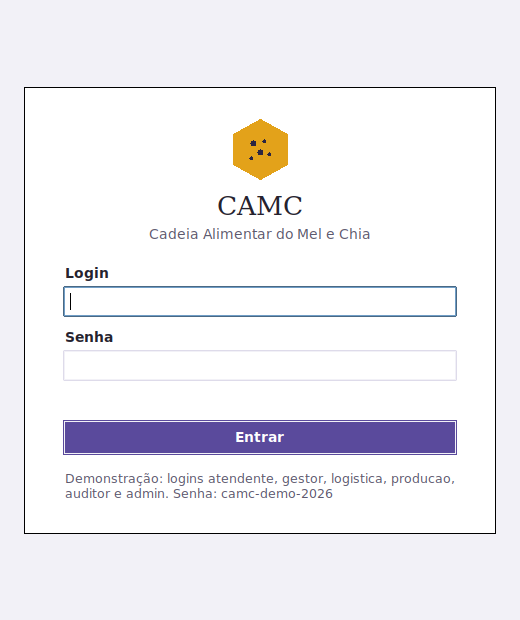 CAMC
Cadeia Alimentar do Mel e Chia
Login
Senha
Entrar
Demonstração: logins atendente, gestor, logistica, producao,
auditor e admin. Senha: camc-demo-2026